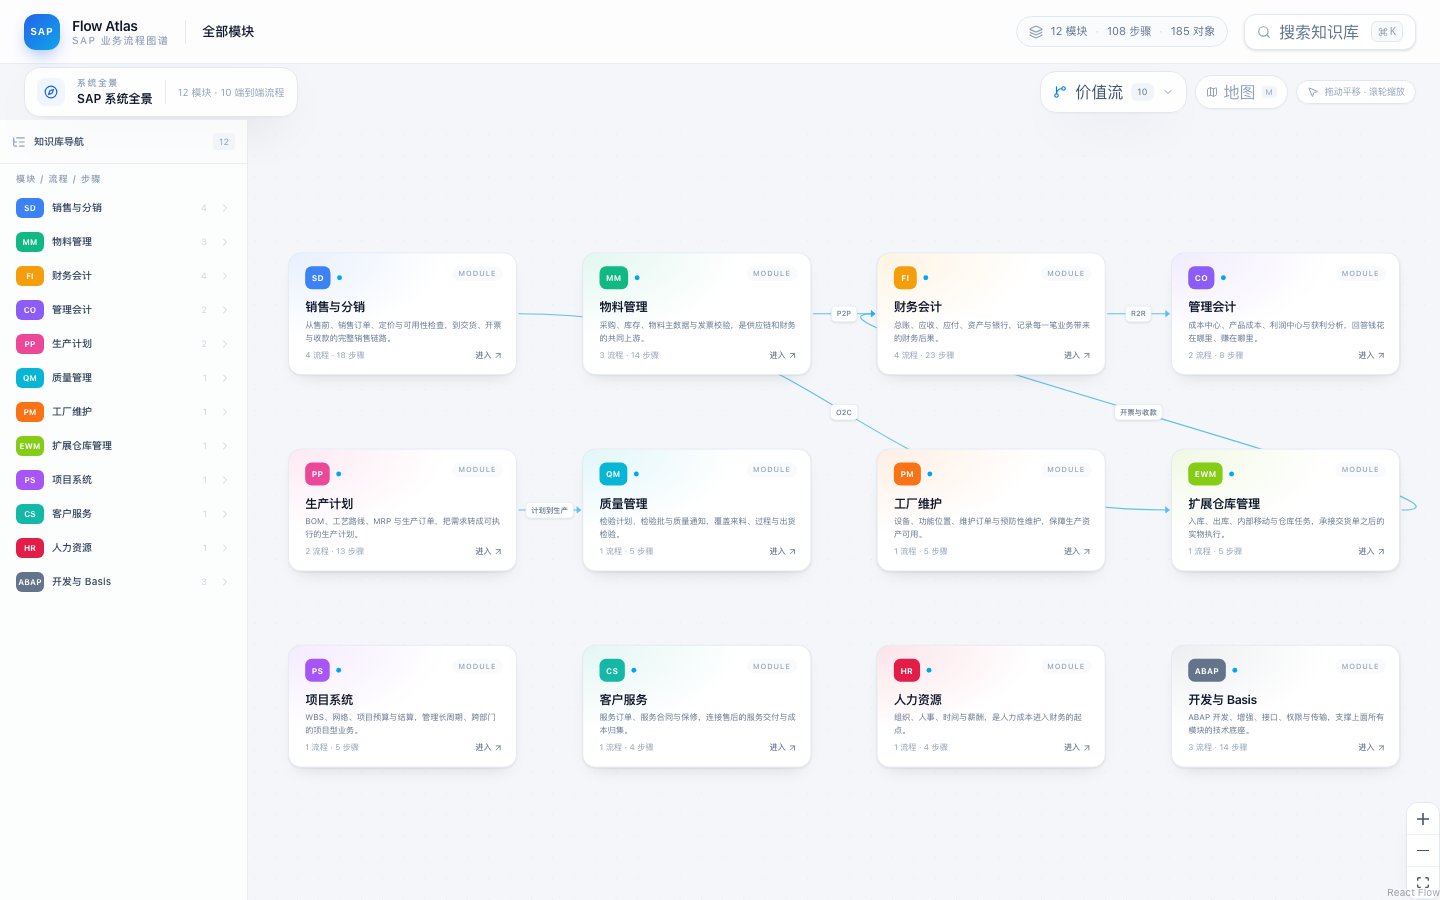 SAP
Flow Atlas
SAP 业务流程图谱
全部模块
12 模块 · 108 步骤 · 185 对象
搜索知识库
⌘K
系统全景
SAP 系统全景
12 模块 · 10 端到端流程
价值流
10
地图
M
拖动平移 · 滚轮缩放
知识库导航
12
模块 / 流程 / 步骤
SD 销售与分销 4
MM 物料管理 3
FI 财务会计 4
CO 管理会计 2
PP 生产计划 2
QM 质量管理 1
PM 工厂维护 1
EWM 扩展仓库管理 1
PS 项目系统 1
CS 客户服务 1
HR 人力资源 1
ABAP 开发与 Basis 3
SD
MODULE
销售与分销
从售前、销售订单、定价与可用性检查，到交货、开票
与收款的完整销售链路。
4 流程 · 18 步骤
进入
MM
MODULE
物料管理
采购、库存、物料主数据与发票校验，是供应链和财务
的共同上游。
3 流程 · 14 步骤
进入
P2P
FI
MODULE
财务会计
总账、应收、应付、资产与银行，记录每一笔业务带来
的财务后果。
4 流程 · 23 步骤
进入
R2R
CO
MODULE
管理会计
成本中心、产品成本、利润中心与获利分析，回答钱花
在哪里、赚在哪里。
2 流程 · 8 步骤
进入
O2C
开票与收款
PP
MODULE
生产计划
BOM、工艺路线、MRP 与生产订单，把需求转成可执
行的生产计划。
2 流程 · 13 步骤
进入
计划到生产
QM
MODULE
质量管理
检验计划、检验批与质量通知，覆盖来料、过程与出货
检验。
1 流程 · 5 步骤
进入
PM
MODULE
工厂维护
设备、功能位置、维护订单与预防性维护，保障生产资
产可用。
1 流程 · 5 步骤
进入
EWM
MODULE
扩展仓库管理
入库、出库、内部移动与仓库任务，承接交货单之后的
实物执行。
1 流程 · 5 步骤
进入
PS
MODULE
项目系统
WBS、网络、项目预算与结算，管理长周期、跨部门
的项目型业务。
1 流程 · 5 步骤
进入
CS
MODULE
客户服务
服务订单、服务合同与保修，连接售后的服务交付与成
本归集。
1 流程 · 4 步骤
进入
HR
MODULE
人力资源
组织、人事、时间与薪酬，是人力成本进入财务的起
点。
1 流程 · 4 步骤
进入
ABAP
MODULE
开发与 Basis
ABAP 开发、增强、接口、权限与传输，支撑上面所有
模块的技术底座。
3 流程 · 14 步骤
进入
React Flow